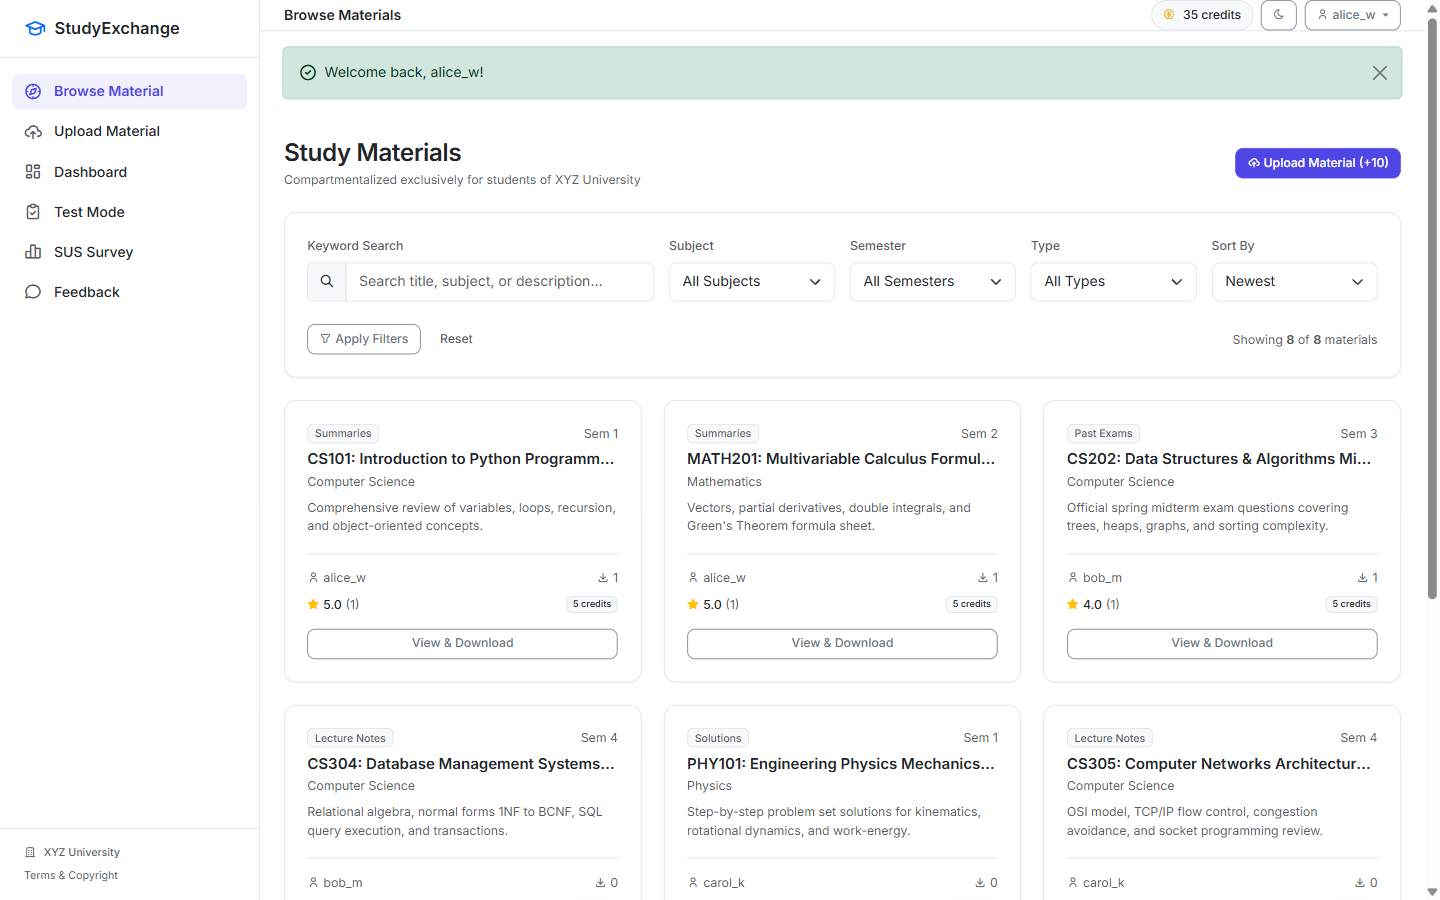 StudyExchange
Browse Material
Upload Material
Dashboard
Test Mode
SUS Survey
Feedback
XYZ University
Terms & Copyright
Browse Materials
35 credits
alice_w
Welcome back, alice_w!
Study Materials
Compartmentalized exclusively for students of XYZ University
Upload Material (+10)
Keyword Search
Search title, subject, or description...
Subject
All Subjects
Semester
All Semesters
Type
All Types
Sort By
Newest
Apply Filters
Reset
Showing 8 of 8 materials
Summaries
Sem 1
CS101: Introduction to Python Programm...
Computer Science
Comprehensive review of variables, loops, recursion,
and object-oriented concepts.
alice_w
1
5.0 (1)
5 credits
View & Download
Summaries
Sem 2
MATH201: Multivariable Calculus Formul...
Mathematics
Vectors, partial derivatives, double integrals, and
Green's Theorem formula sheet.
alice_w
1
5.0 (1)
5 credits
View & Download
Past Exams
Sem 3
CS202: Data Structures & Algorithms Mi...
Computer Science
Official spring midterm exam questions covering
trees, heaps, graphs, and sorting complexity.
bob_m
1
4.0 (1)
5 credits
View & Download
Lecture Notes
Sem 4
CS304: Database Management Systems...
Computer Science
Relational algebra, normal forms 1NF to BCNF, SQL
query execution, and transactions.
bob_m
0
Solutions
Sem 1
PHY101: Engineering Physics Mechanics...
Physics
Step-by-step problem set solutions for kinematics,
rotational dynamics, and work-energy.
carol_k
0
Lecture Notes
Sem 4
CS305: Computer Networks Architectur...
Computer Science
OSI model, TCP/IP flow control, congestion
avoidance, and socket programming review.
carol_k
0